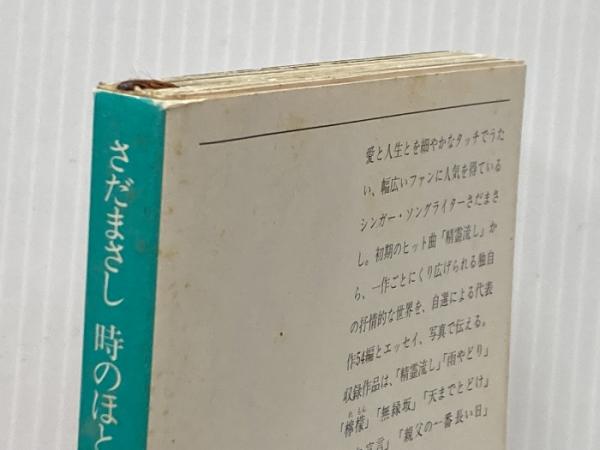 さだまさし 時のほと
愛と人生とを細やかなタッチでうた
い、幅広いファンに人気を得ている
シンガー・ソングライターさだまさ
し。初期のヒット曲「精霊流し」か
ら、一作ごとにくり広げられる独自
の抒情的な世界を、自選による代表
作54編とエッセイ、写真で伝える。
収録作品は、「精霊流し」「雨やどり」
「檸檬」「無縁坂」「天までとどけ」
宣言」「親父の一番長い日」